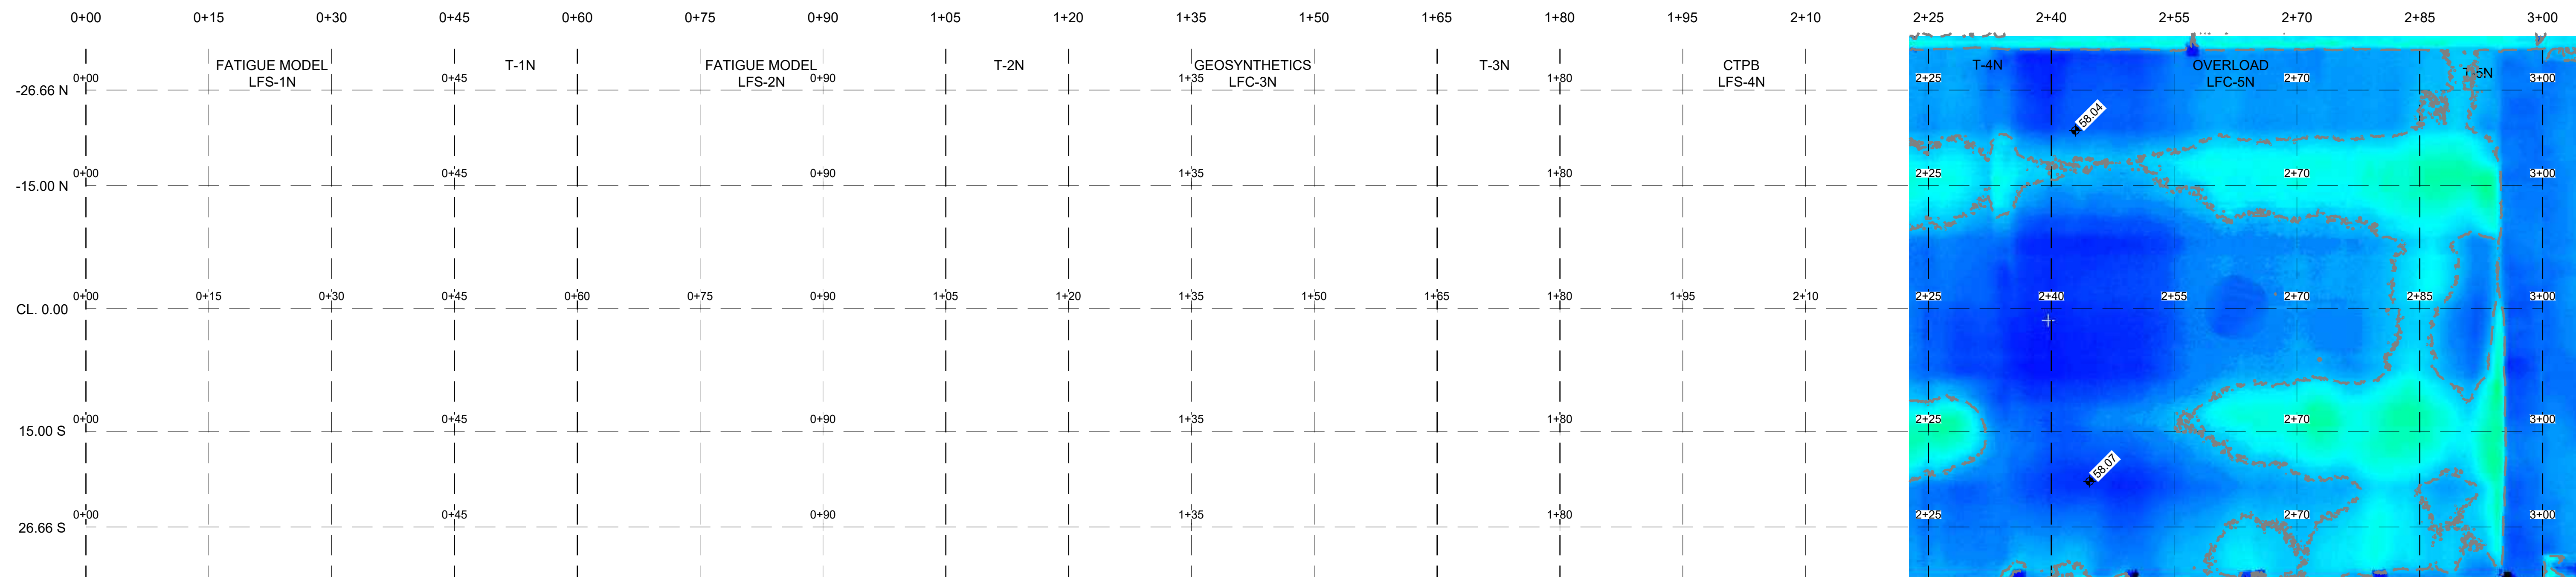 0+00 0+15 0+30 0+45 0+60 0+75 0+90 1+05 1+20 1+35 1+50 1+65 1+80 1+95 2+10 2+25 2+40 2+55 2+70 2+85 3+00
FATIGUE MODEL T-1N FATIGUE MODEL T-2N GEOSYNTHETICS T-3N CTPB T-4N OVERLOAD T-5N
LFS-1N LFS-2N LFC-3N LFS-4N LFC-5N
0+00 0+45 0+90 1+35 1+80 2+25 2+70 3+00
-26.66 N
58.04
0+00 0+45 0+90 1+35 1+80 2+25 2+70 3+00
-15.00 N
0+00 0+15 0+30 0+45 0+60 0+75 0+90 1+05 1+20 1+35 1+50 1+65 1+80 1+95 2+10 2+25 2+40 2+55 2+70 2+85 3+00
CL. 0.00
0+00 0+45 0+90 1+35 1+80 2+25 2+70 3+00
15.00 S
58.07
0+00 0+45 0+90 1+35 1+80 2+25 2+70 3+00
26.66 S